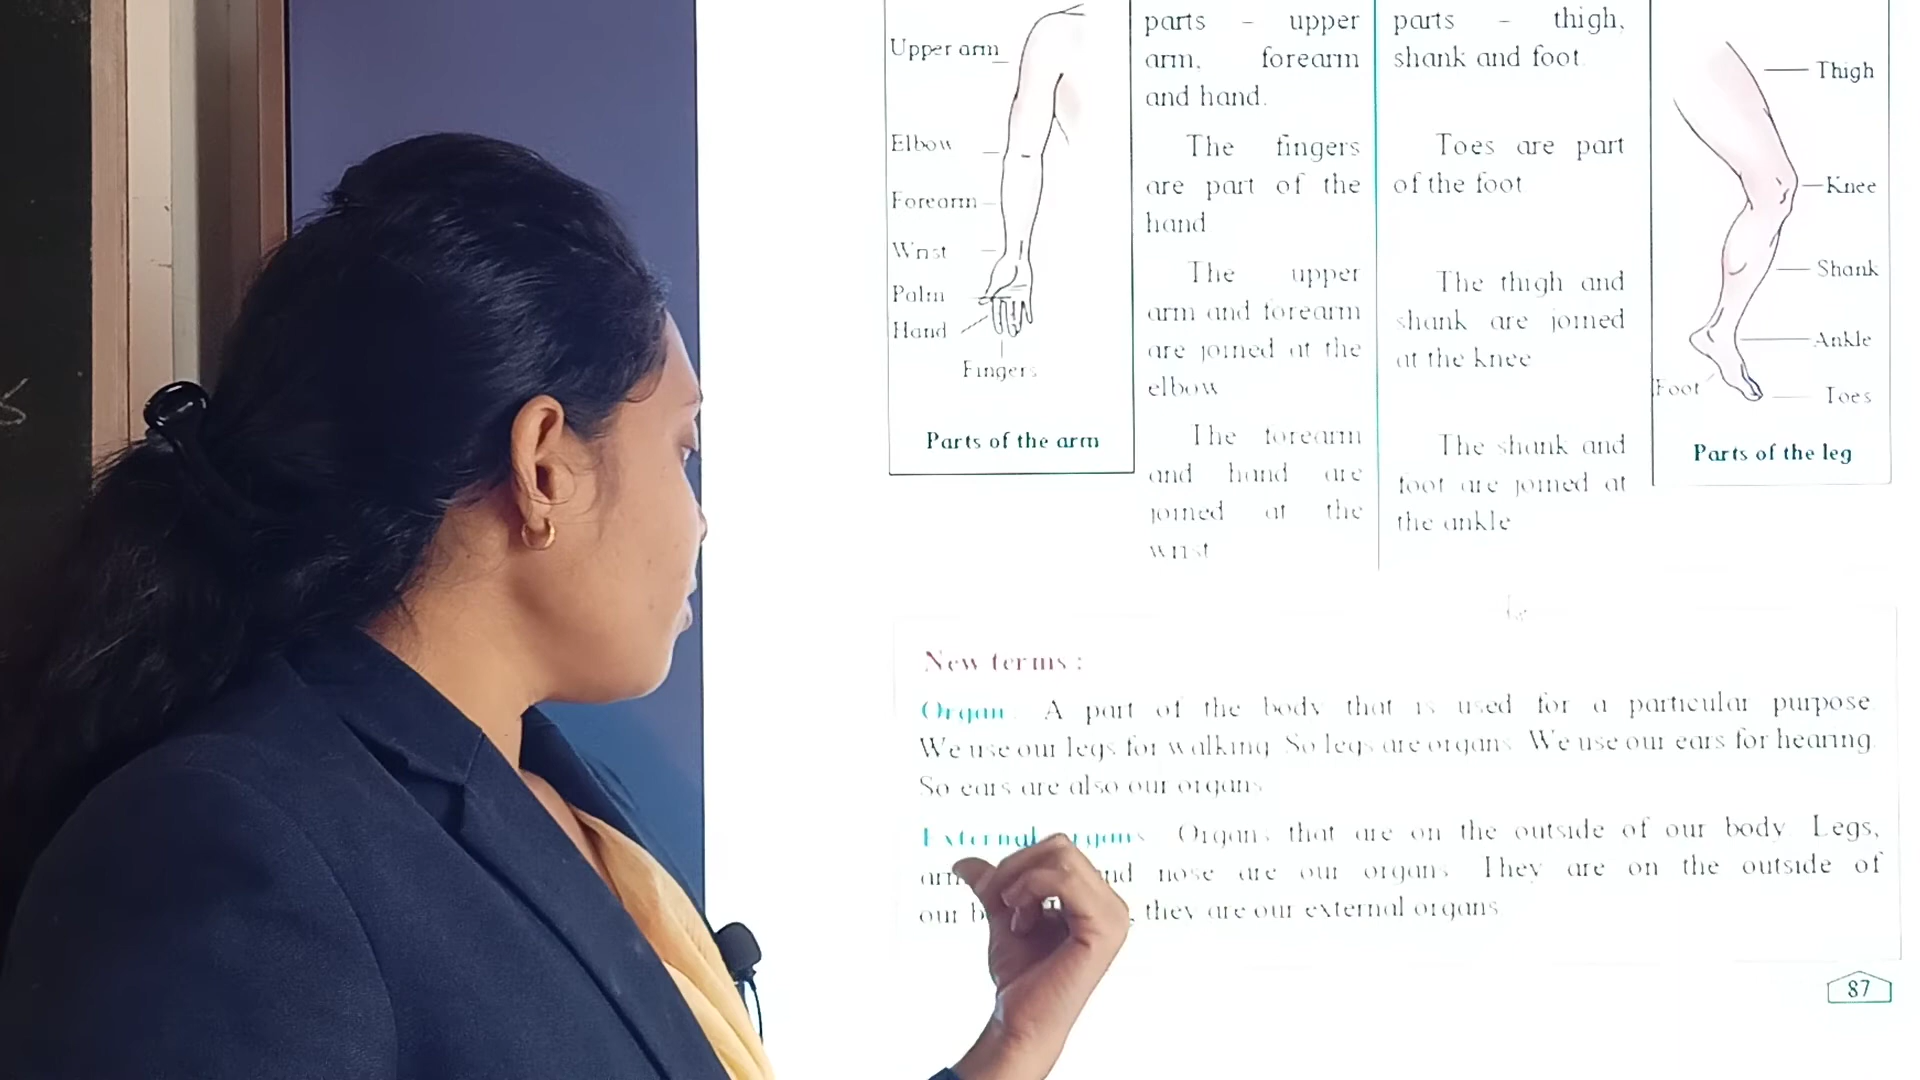 Upper arm
Elbow
Forearm
Wrist
Palm
Hand
Fingers
Parts of the arm
parts – upper
arm, forearm
and hand.
The fingers
are part of the
hand
The upper
arm and forearm
are joined at the
elbow
The forearm
and hand are
joined at the
wrist
parts – thigh,
shank and foot.
Toes are part
of the foot
The thigh and
shank are joined
at the knee
The shank and
foot are joined at
the ankle
Thigh
Knee
Shank
Ankle
Foot
Toes
Parts of the leg
New terms :
Organ : A part of the body that is used for a particular purpose
We use our legs for walking. So legs are organs. We use our ears for hearing.
So ears are also our organs
External organs : Organs that are on the outside of our body. Legs,
nose are our organs. They are on the outside of
our , they are our external organs
87